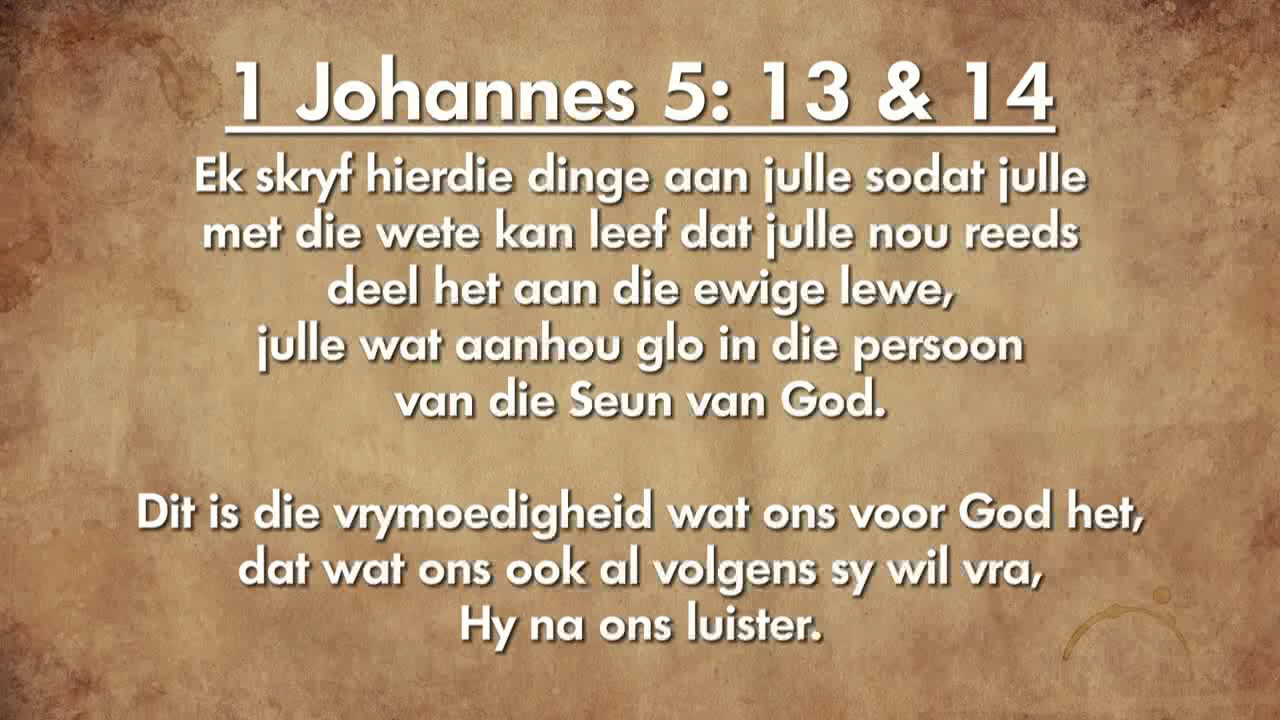 1 Johannes 5: 13 & 14
Ek skryf hierdie dinge aan julle sodat julle
met die wete kan leef dat julle nou reeds
deel het aan die ewige lewe,
julle wat aanhou glo in die persoon
van die Seun van God.
Dit is die vrymoedigheid wat ons voor God het,
dat wat ons ook al volgens sy wil vra,
Hy na ons luister.